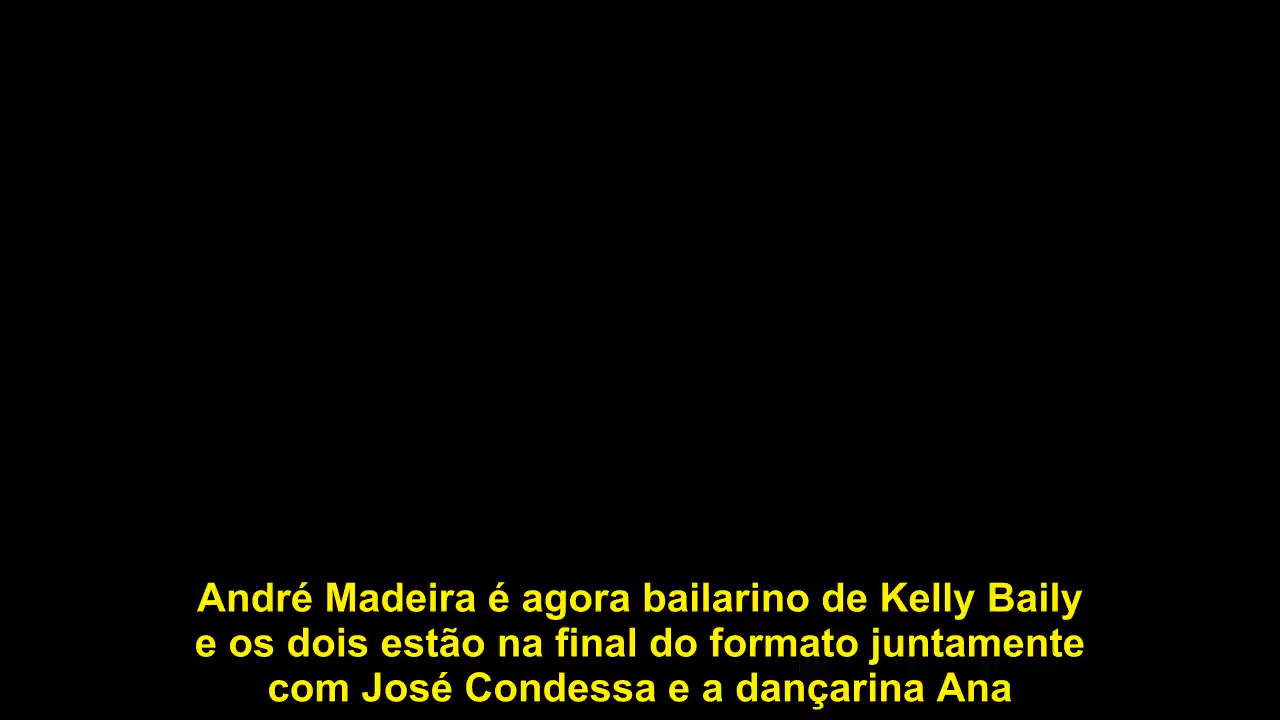 André Madeira é agora bailarino de Kelly Baily
e os dois estão na final do formato juntamente
com José Condessa e a dançarina Ana